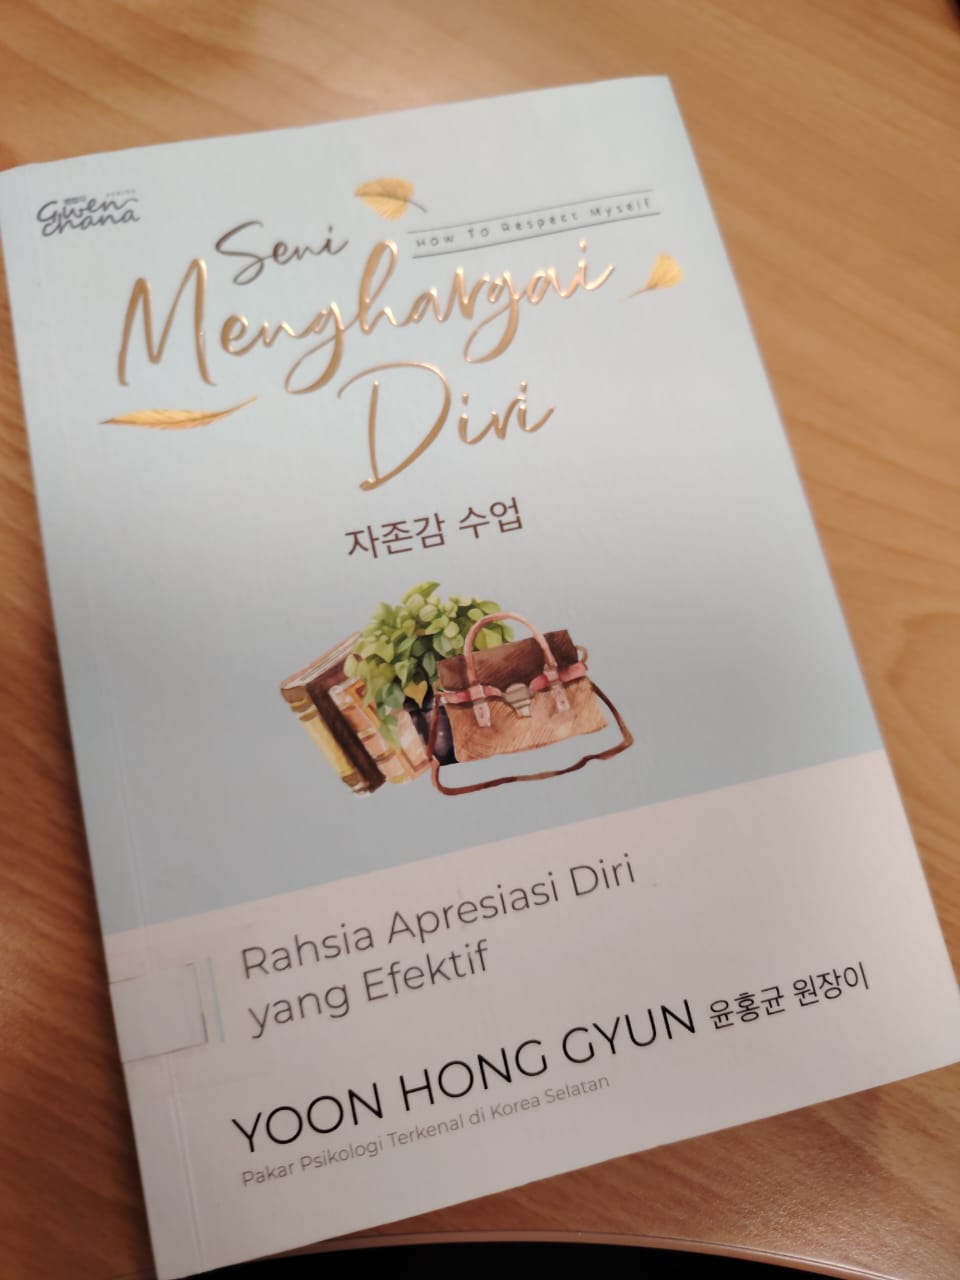 Gwen
chana
SERIES
Seni
HOW TO Respect Myself
Menghargai
Diri
자존감 수업
Rahsia Apresiasi Diri
yang Efektif
YOON HONG GYUN 윤홍균 원장이
Pakar Psikologi Terkenal di Korea Selatan